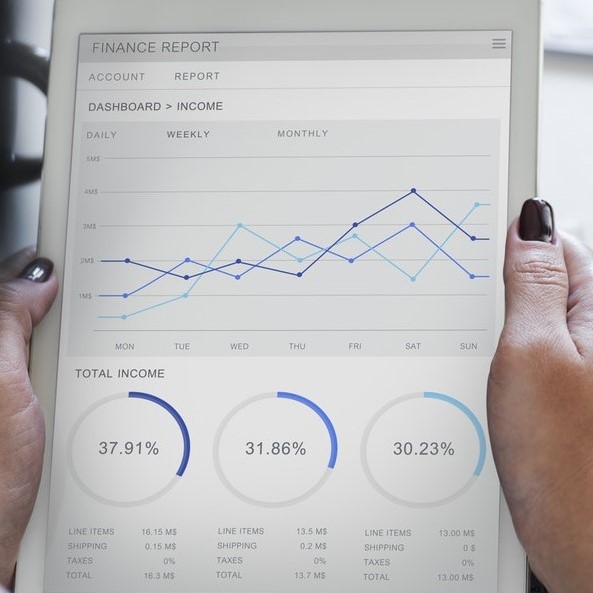 FINANCE REPORT
ACCOUNT REPORT
DASHBOARD > INCOME
DAILY WEEKLY MONTHLY
5M$
4M$
3M$
2M$
1M$
MON TUE WED THU FRI SAT SUN
TOTAL INCOME
37.91% 31.86% 30.23%
LINE ITEMS 16.15 M$ LINE ITEMS 13.5 M$ LINE ITEMS 13.00 M$
SHIPPING 0.15 M$ SHIPPING 0.2 M$ SHIPPING 0 $
TAXES 0% TAXES 0% TAXES 0%
TOTAL 16.3 M$ TOTAL 13.7 M$ TOTAL 13.00 M$